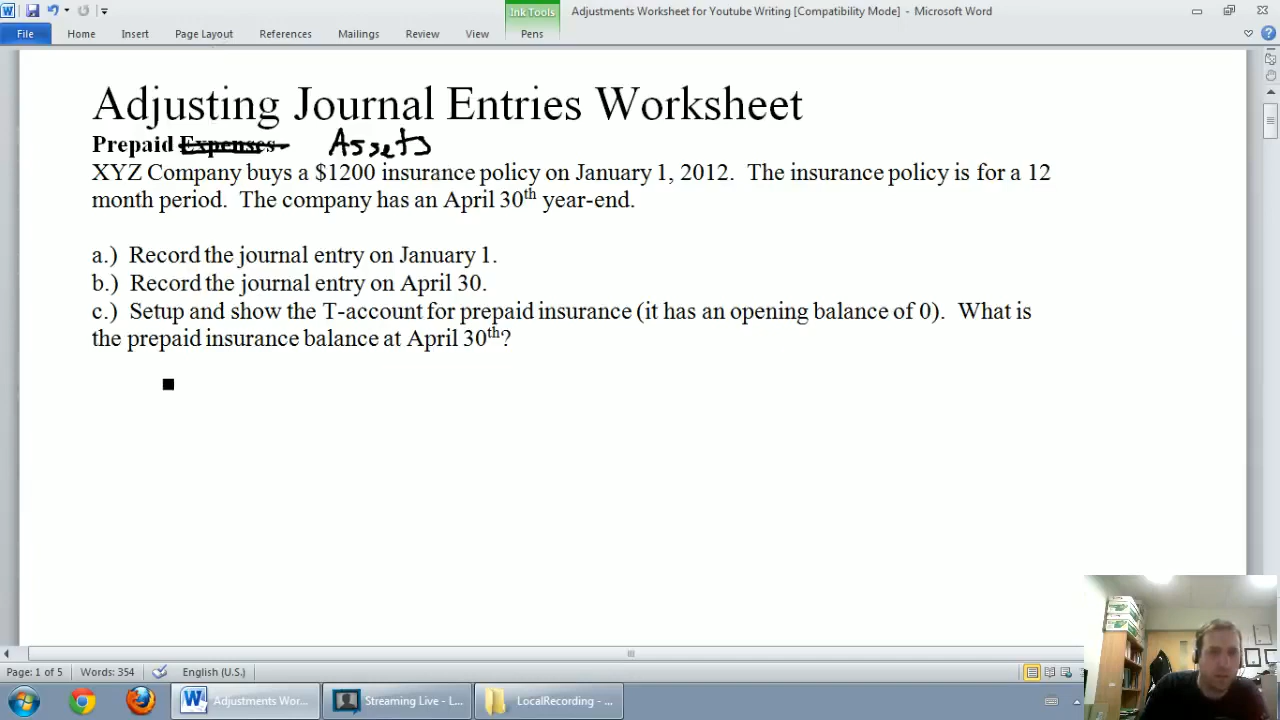 Ink Tools
Adjustments Worksheet for Youtube Writing [Compatibility Mode] - Microsoft Word
File Home Insert Page Layout References Mailings Review View Pens
Adjusting Journal Entries Worksheet
Prepaid Expenses Assets
XYZ Company buys a $1200 insurance policy on January 1, 2012. The insurance policy is for a 12
month period. The company has an April 30th year-end.
a.) Record the journal entry on January 1.
b.) Record the journal entry on April 30.
c.) Setup and show the T-account for prepaid insurance (it has an opening balance of 0). What is
the prepaid insurance balance at April 30th?
Page: 1 of 5 Words: 354 English (U.S.)
Adjustments Wor... Streaming Live - L... LocalRecording - ...